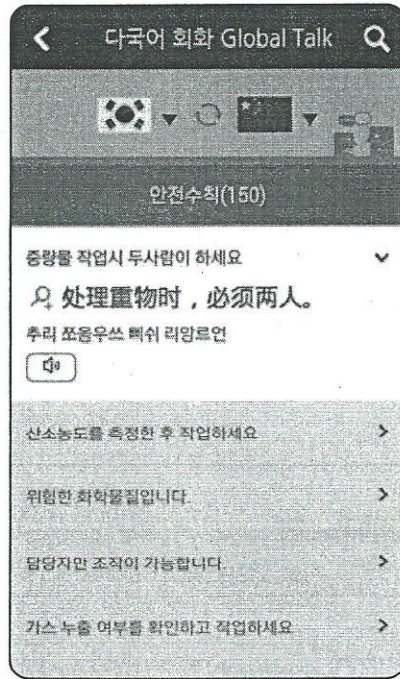 다국어 회화 Global Talk
안전수칙(150)
중량물 작업시 두사람이 하세요
处理重物时，必须两人。
추리 쪼옹우쓰 삐쉬 리앙르언
산소농도를 측정한 후 작업하세요
위험한 화학물질입니다.
담당자만 조작이 가능합니다.
가스 누출 여부를 확인하고 작업하세요